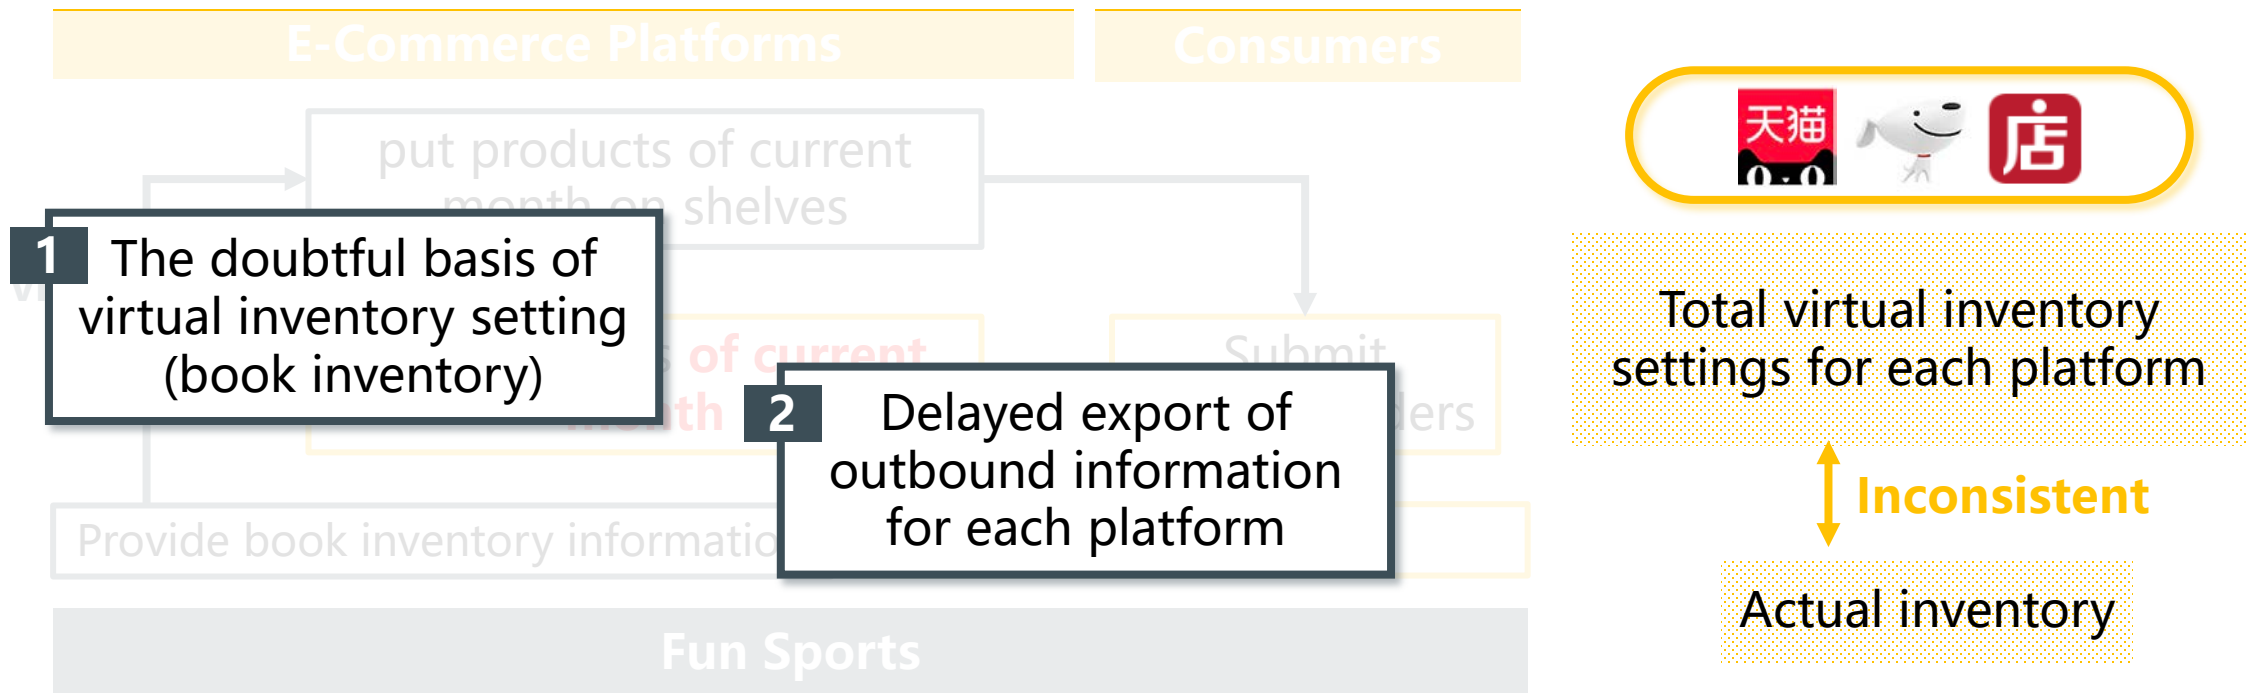 E-Commerce Platforms
Consumers
put products of current
month on shelves
1
The doubtful basis of
virtual inventory setting
(book inventory)
of current
month
Submit
ders
2
Delayed export of
outbound information
for each platform
Provide book inventory informatio
Fun Sports
天猫
店
Total virtual inventory
settings for each platform
Inconsistent
Actual inventory